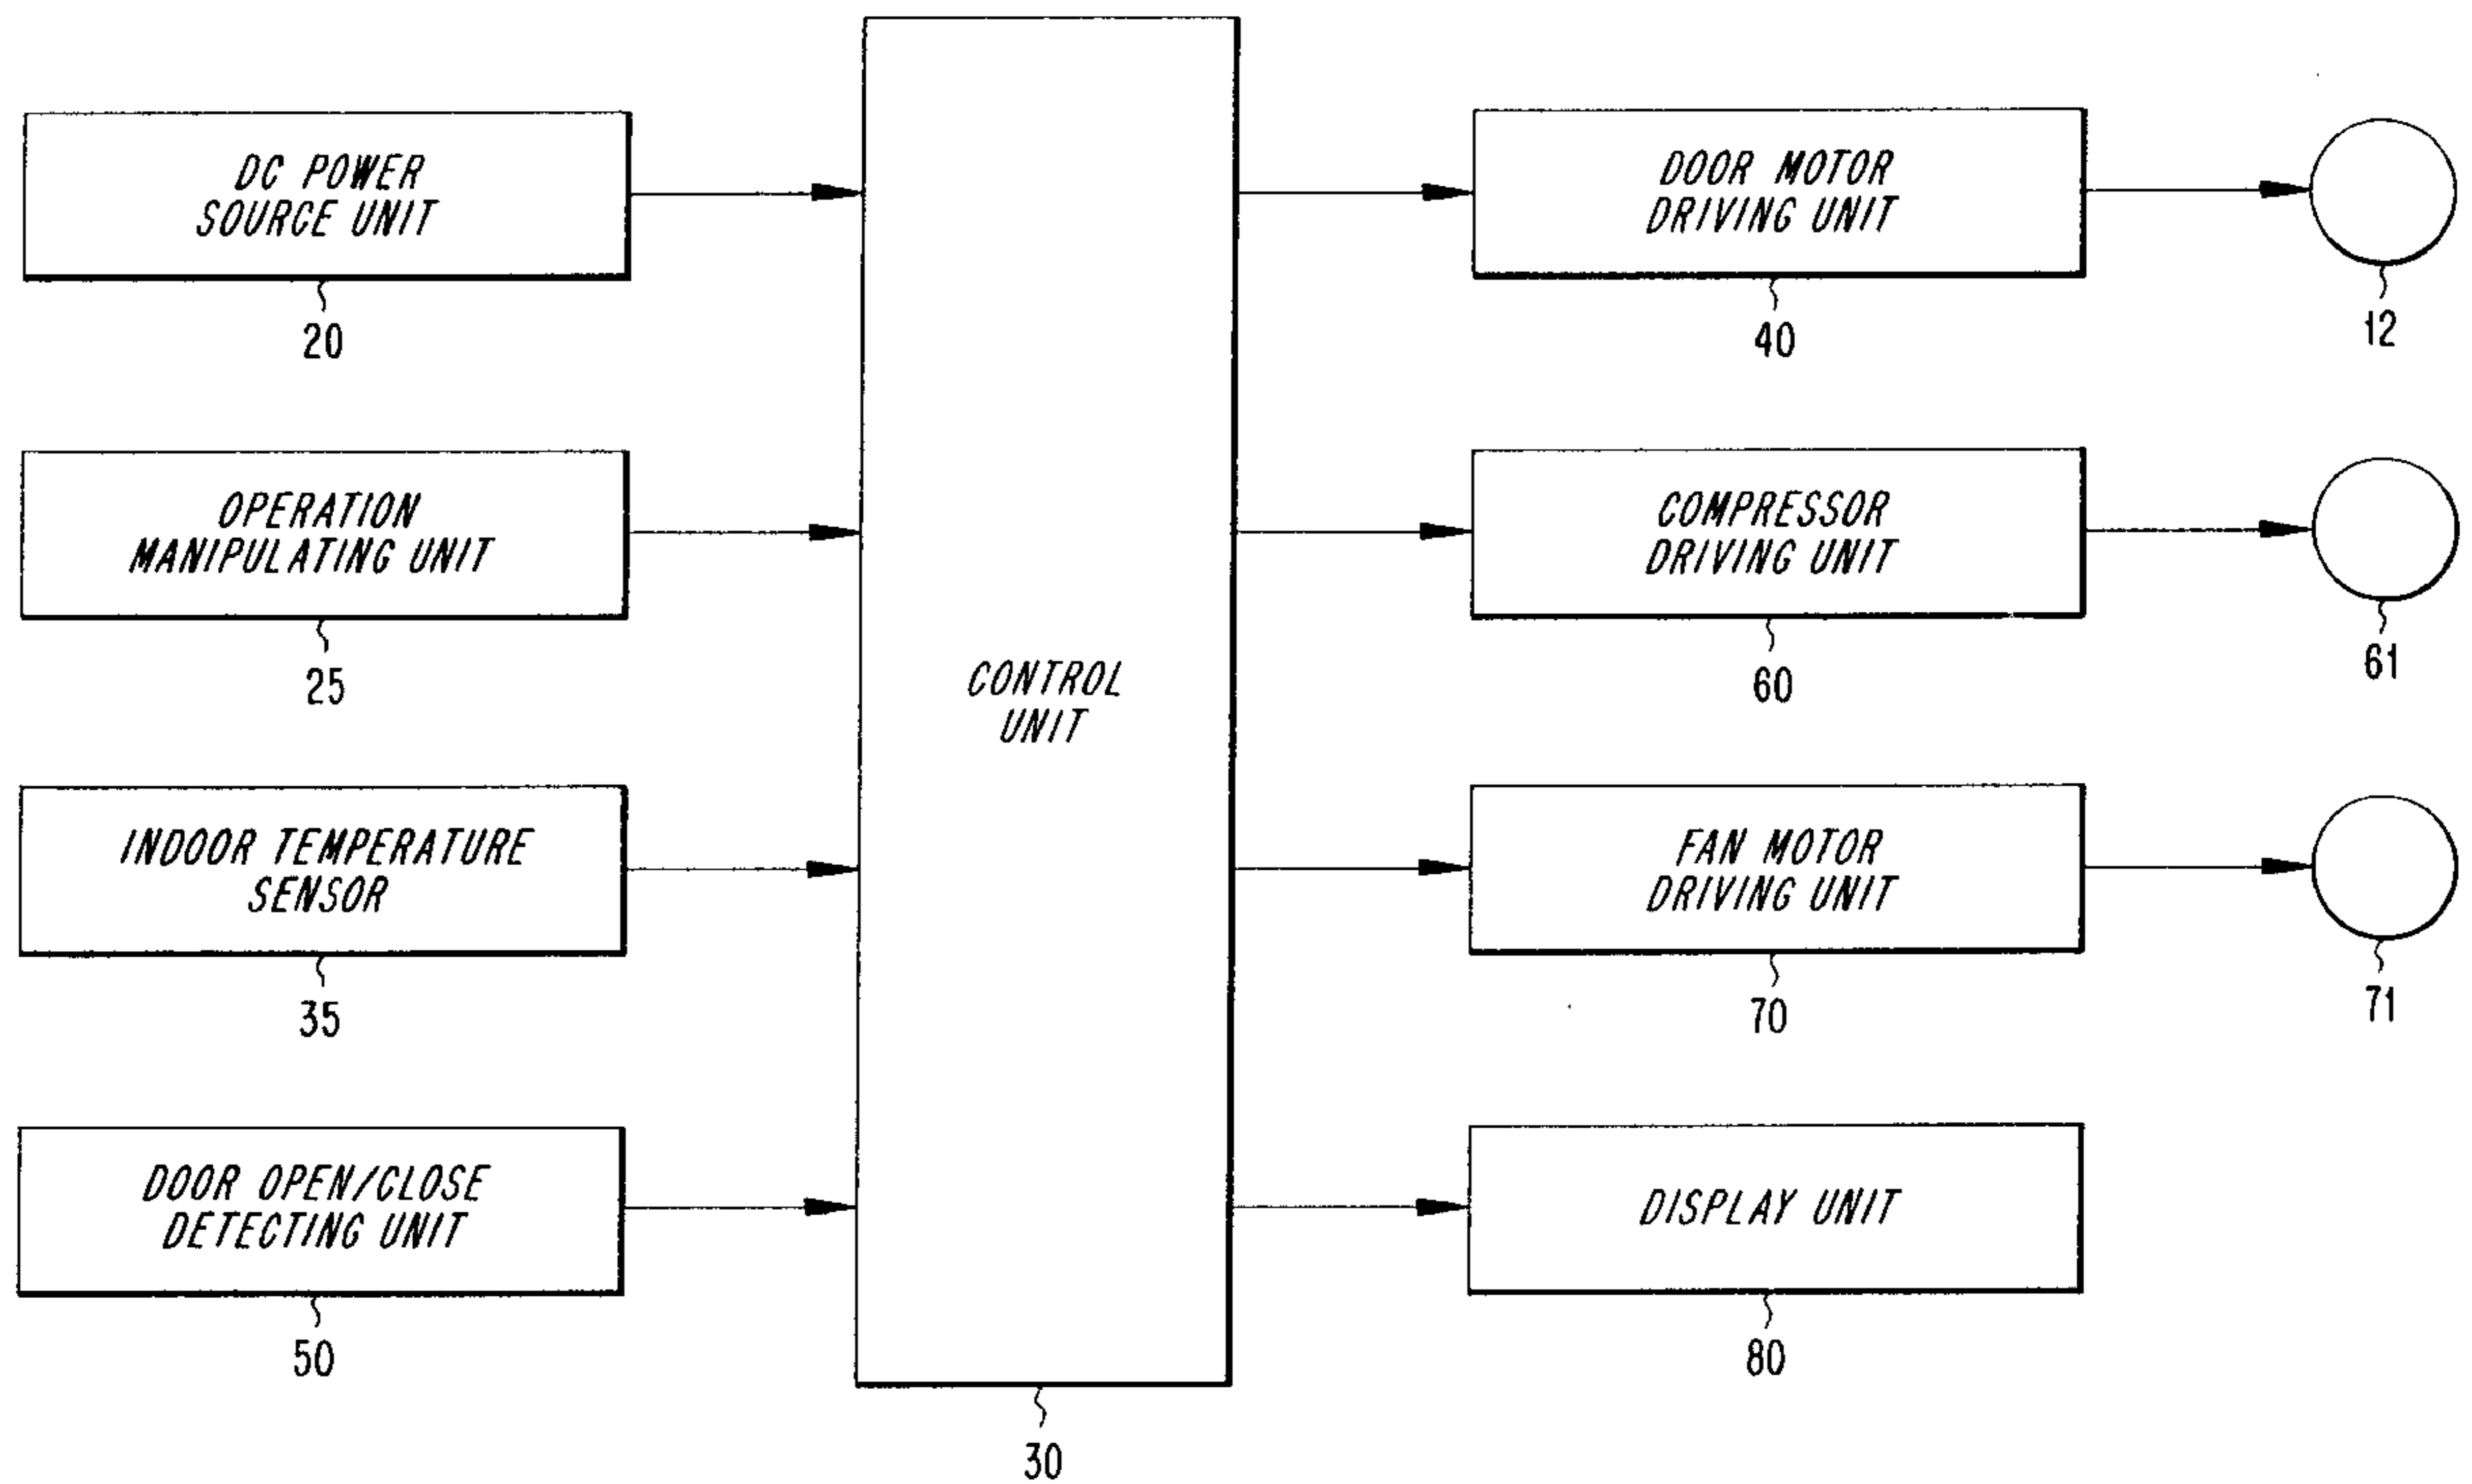 DC POWER
SOURCE UNIT
20
OPERATION
MANIPULATING UNIT
25
INDOOR TEMPERATURE
SENSOR
35
DOOR OPEN/CLOSE
DETECTING UNIT
50
CONTROL
UNIT
30
DOOR MOTOR
DRIVING UNIT
40
COMPRESSOR
DRIVING UNIT
60
FAN MOTOR
DRIVING UNIT
70
DISPLAY UNIT
80
12
61
71